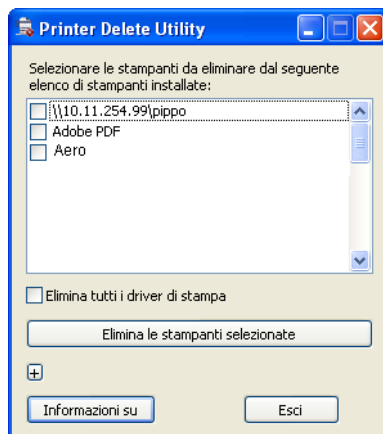 Printer Delete Utility
Selezionare le stampanti da eliminare dal seguente
elenco di stampanti installate:
\\10.11.254.99\pippo
Adobe PDF
Aero
Elimina tutti i driver di stampa
Elimina le stampanti selezionate
Informazioni su
Esci